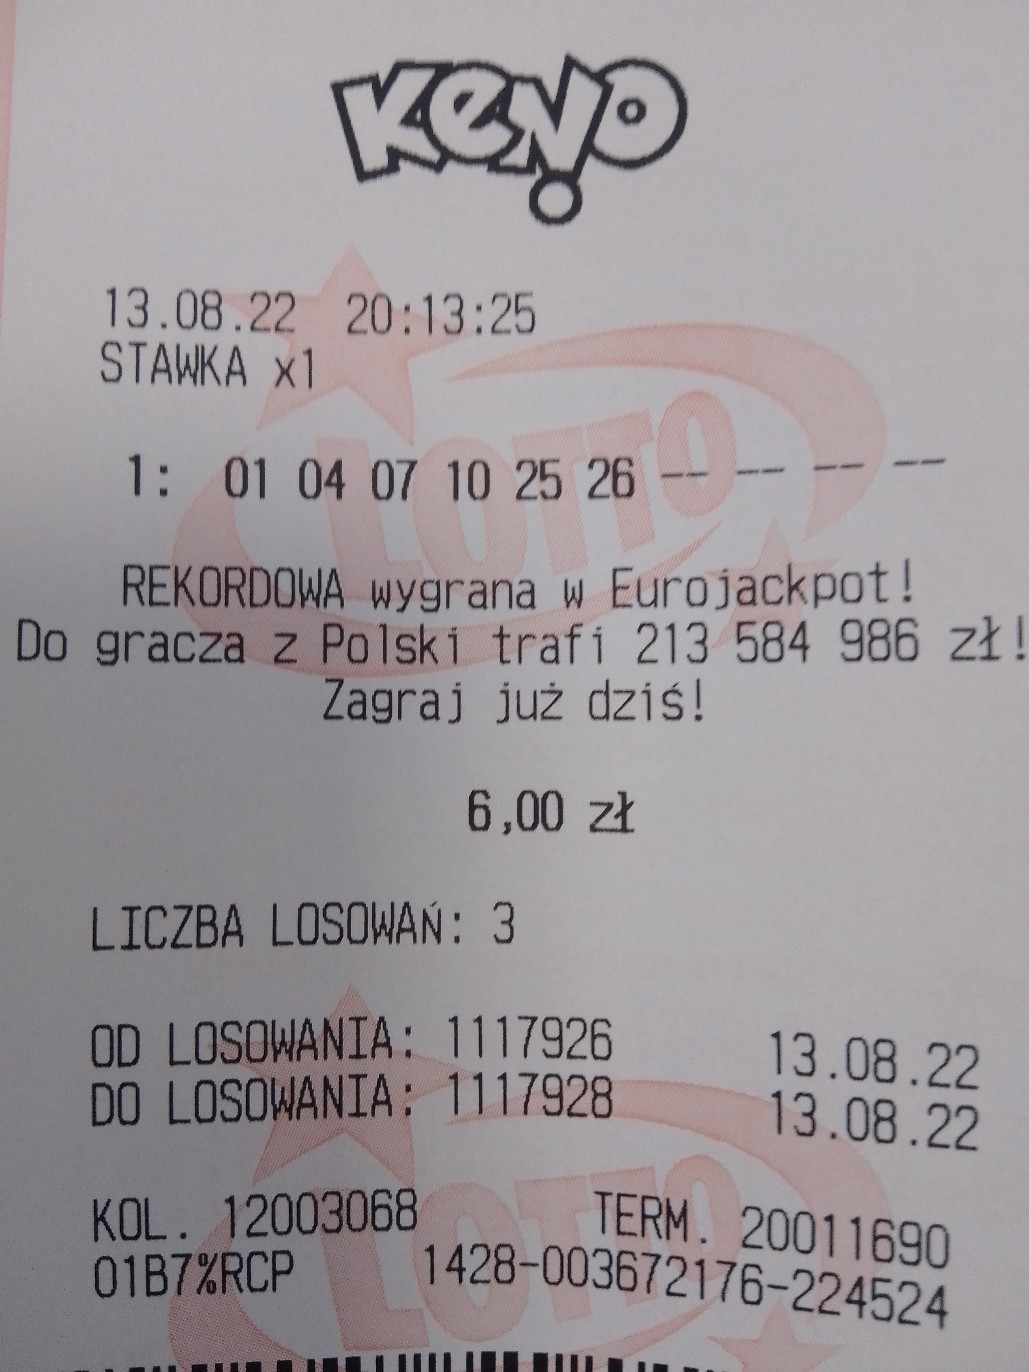 KENO
13.08.22 20:13:25
STAWKA x1
1: 01 04 07 10 25 26 -- -- -- --
REKORDOWA wygrana w Eurojackpot!
Do gracza z Polski trafi 213 584 986 zł!
Zagraj już dziś!
6,00 zł
LICZBA LOSOWAŃ: 3
OD LOSOWANIA: 1117926 13.08.22
DO LOSOWANIA: 1117928 13.08.22
KOL. 12003068 TERM. 20011690
01B7%RCP 1428-003672176-224524
LOTTO
LOTTO